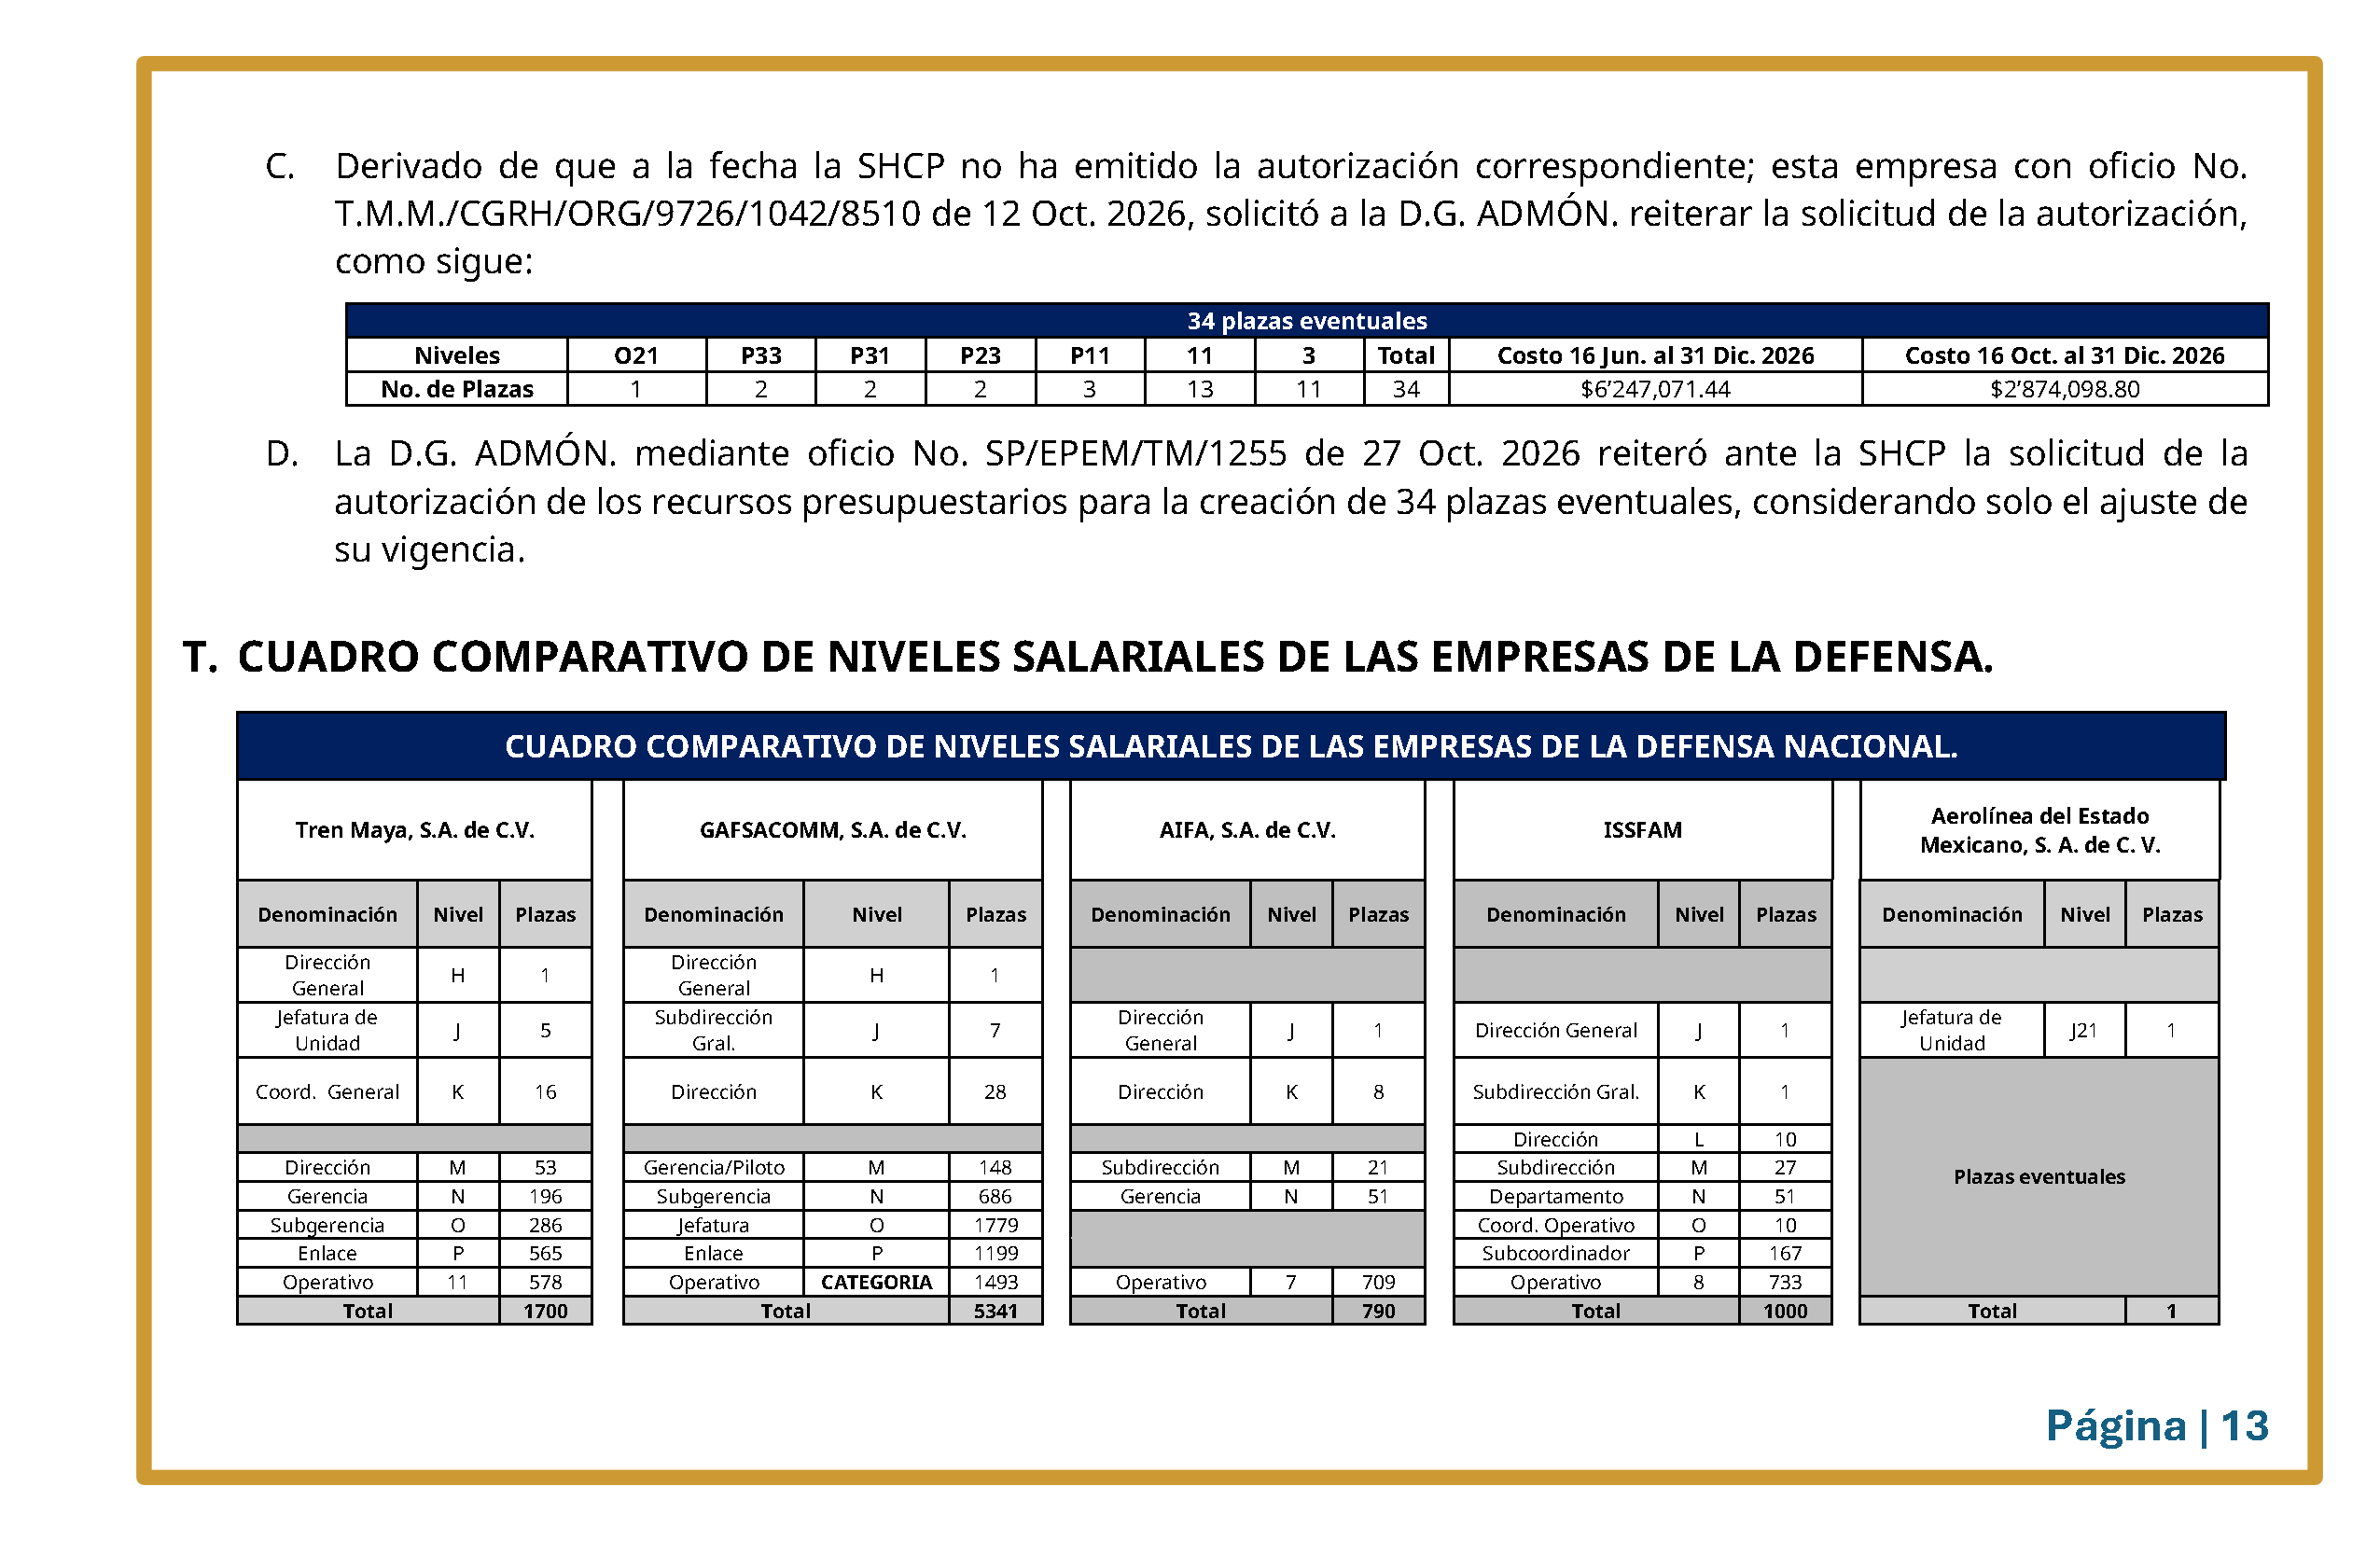 C. Derivado de que a la fecha la SHCP no ha emitido la autorización correspondiente; esta empresa con oficio No.
T.M.M./CGRH/ORG/9726/1042/8510 de 12 Oct. 2026, solicitó a la D.G. ADMÓN. reiterar la solicitud de la autorización,
como sigue:
34 plazas eventuales
Niveles O21 P33 P31 P23 P11 11 3 Total Costo 16 Jun. al 31 Dic. 2026 Costo 16 Oct. al 31 Dic. 2026
No. de Plazas 1 2 2 2 3 13 11 34 $6’247,071.44 $2’874,098.80
D. La D.G. ADMÓN. mediante oficio No. SP/EPEM/TM/1255 de 27 Oct. 2026 reiteró ante la SHCP la solicitud de la
autorización de los recursos presupuestarios para la creación de 34 plazas eventuales, considerando solo el ajuste de
su vigencia.
T. CUADRO COMPARATIVO DE NIVELES SALARIALES DE LAS EMPRESAS DE LA DEFENSA.
CUADRO COMPARATIVO DE NIVELES SALARIALES DE LAS EMPRESAS DE LA DEFENSA NACIONAL.
Tren Maya, S.A. de C.V. GAFSACOMM, S.A. de C.V. AIFA, S.A. de C.V. ISSFAM Aerolínea del Estado
Mexicano, S. A. de C. V.
Denominación Nivel Plazas Denominación Nivel Plazas Denominación Nivel Plazas Denominación Nivel Plazas Denominación Nivel Plazas
Dirección General H 1 Dirección General H 1
Jefatura de Unidad J 5 Subdirección Gral. J 7 Dirección General J 1 Dirección General J 1 Jefatura de Unidad J21 1
Coord. General K 16 Dirección K 28 Dirección K 8 Subdirección Gral. K 1
Dirección L 10
Dirección M 53 Gerencia/Piloto M 148 Subdirección M 21 Subdirección M 27 Plazas eventuales
Gerencia N 196 Subgerencia N 686 Gerencia N 51 Departamento N 51
Subgerencia O 286 Jefatura O 1779 Coord. Operativo O 10
Enlace P 565 Enlace P 1199 Subcoordinador P 167
Operativo 11 578 Operativo CATEGORIA 1493 Operativo 7 709 Operativo 8 733
Total 1700 Total 5341 Total 790 Total 1000 Total 1
Página | 13